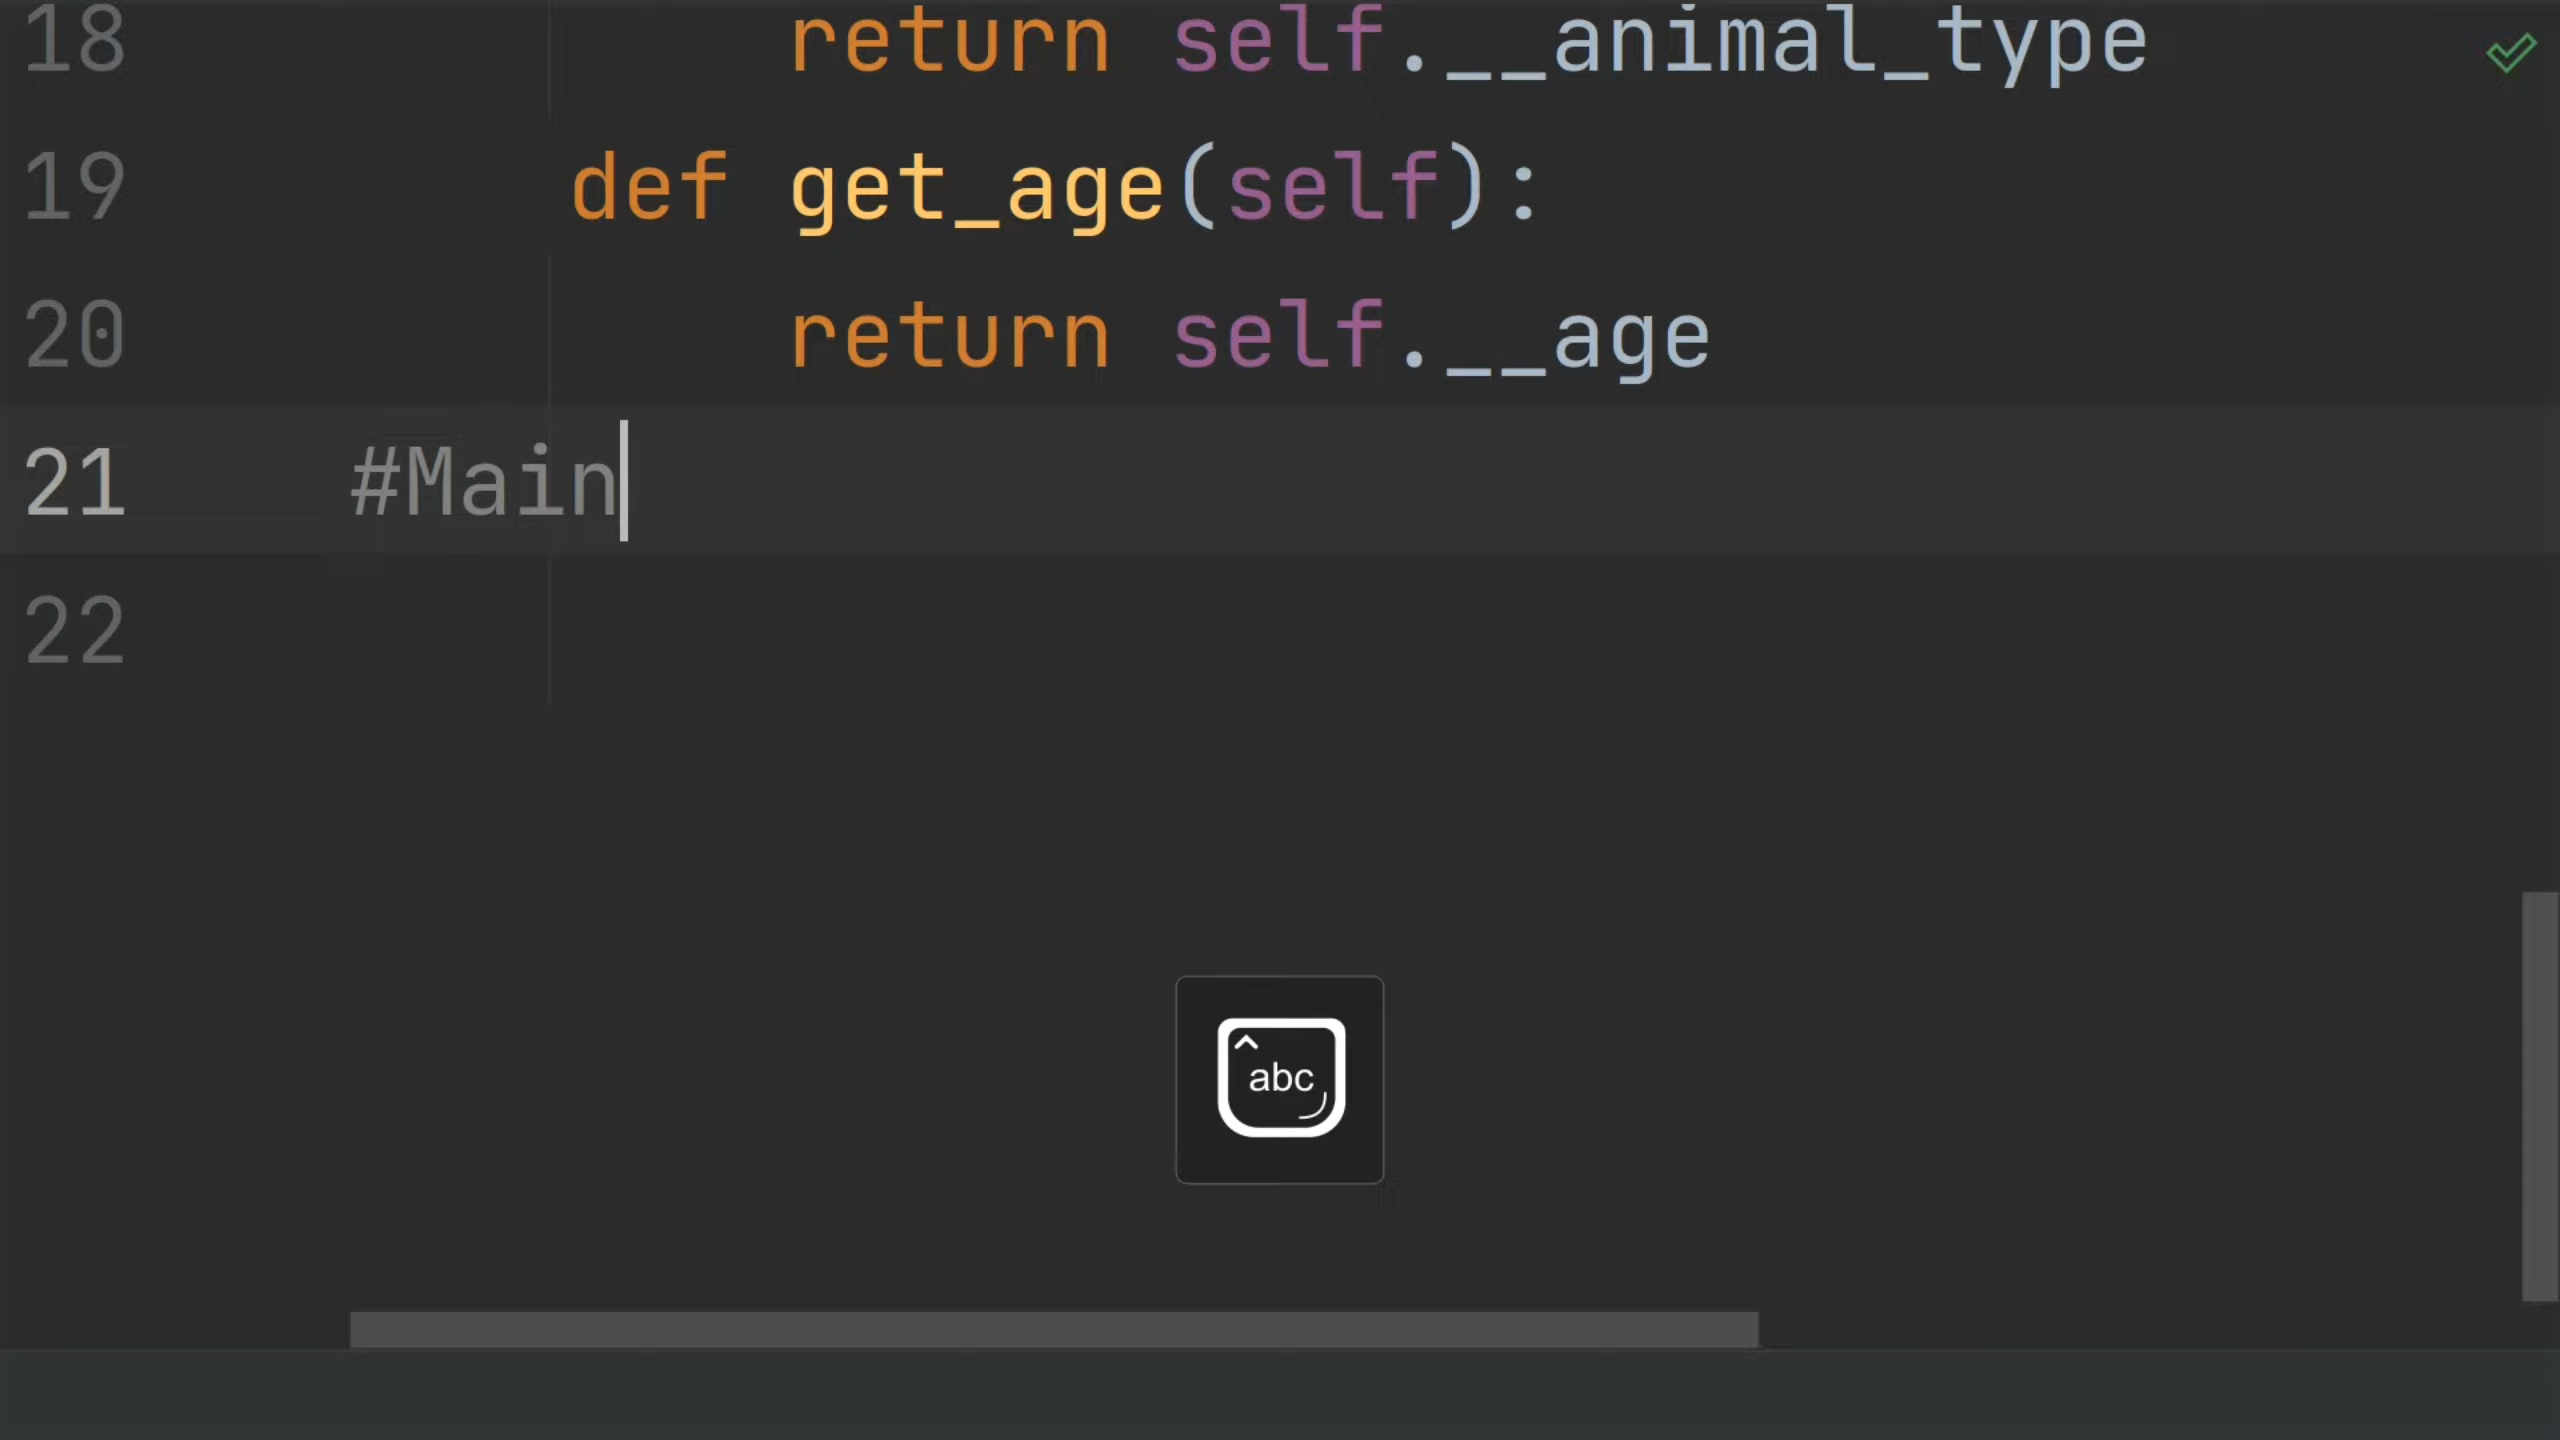 18 return self.__animal_type
19 def get_age(self):
20 return self.__age
21 #Main
22
abc